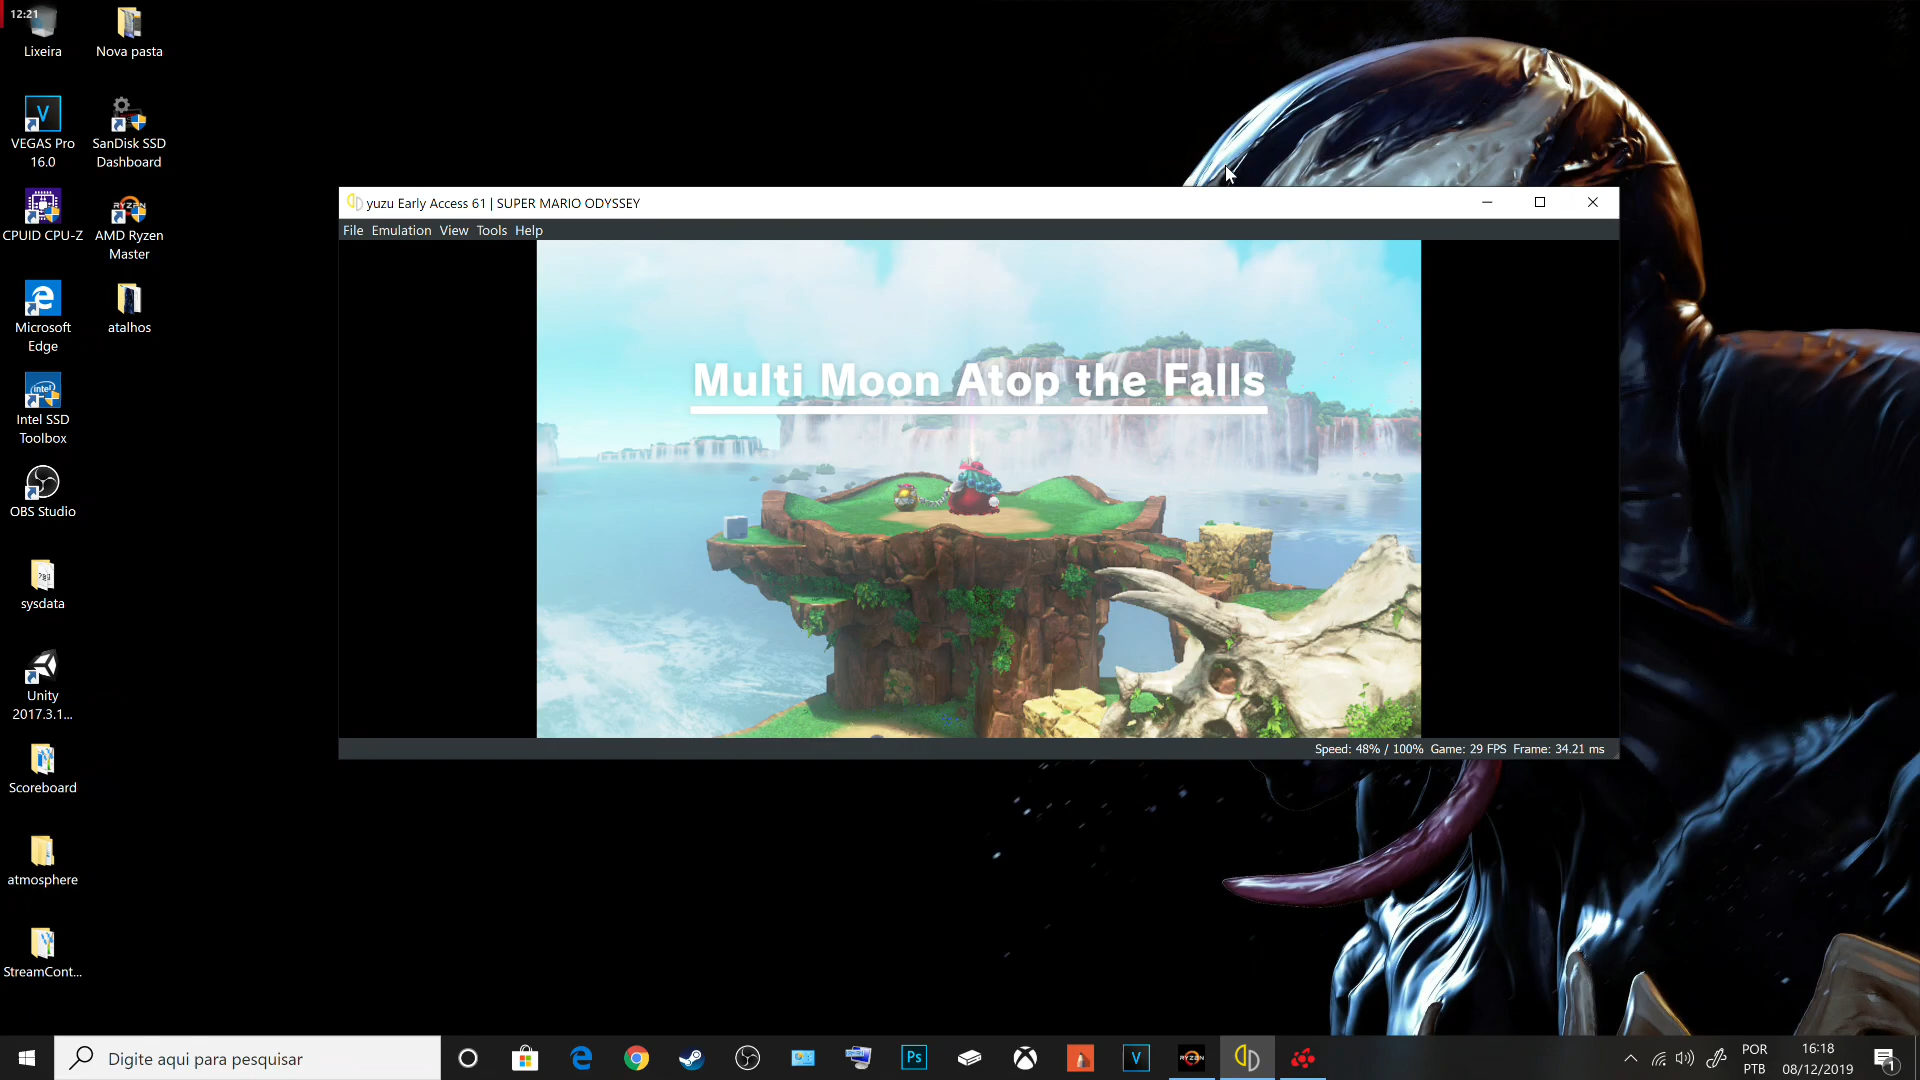 12:21
Lixeira
Nova pasta
VEGAS Pro
16.0
SanDisk SSD
Dashboard
CPUID CPU-Z
AMD Ryzen
Master
Microsoft
Edge
atalhos
Intel SSD
Toolbox
OBS Studio
sysdata
Unity
2017.3.1...
Scoreboard
atmosphere
StreamCont...
yuzu Early Access 61 | SUPER MARIO ODYSSEY
File Emulation View Tools Help
Multi Moon Atop the Falls
Speed: 48% / 100% Game: 29 FPS Frame: 34.21 ms
Digite aqui para pesquisar
Ps
V
RYZEN
POR
PTB
16:18
08/12/2019
1